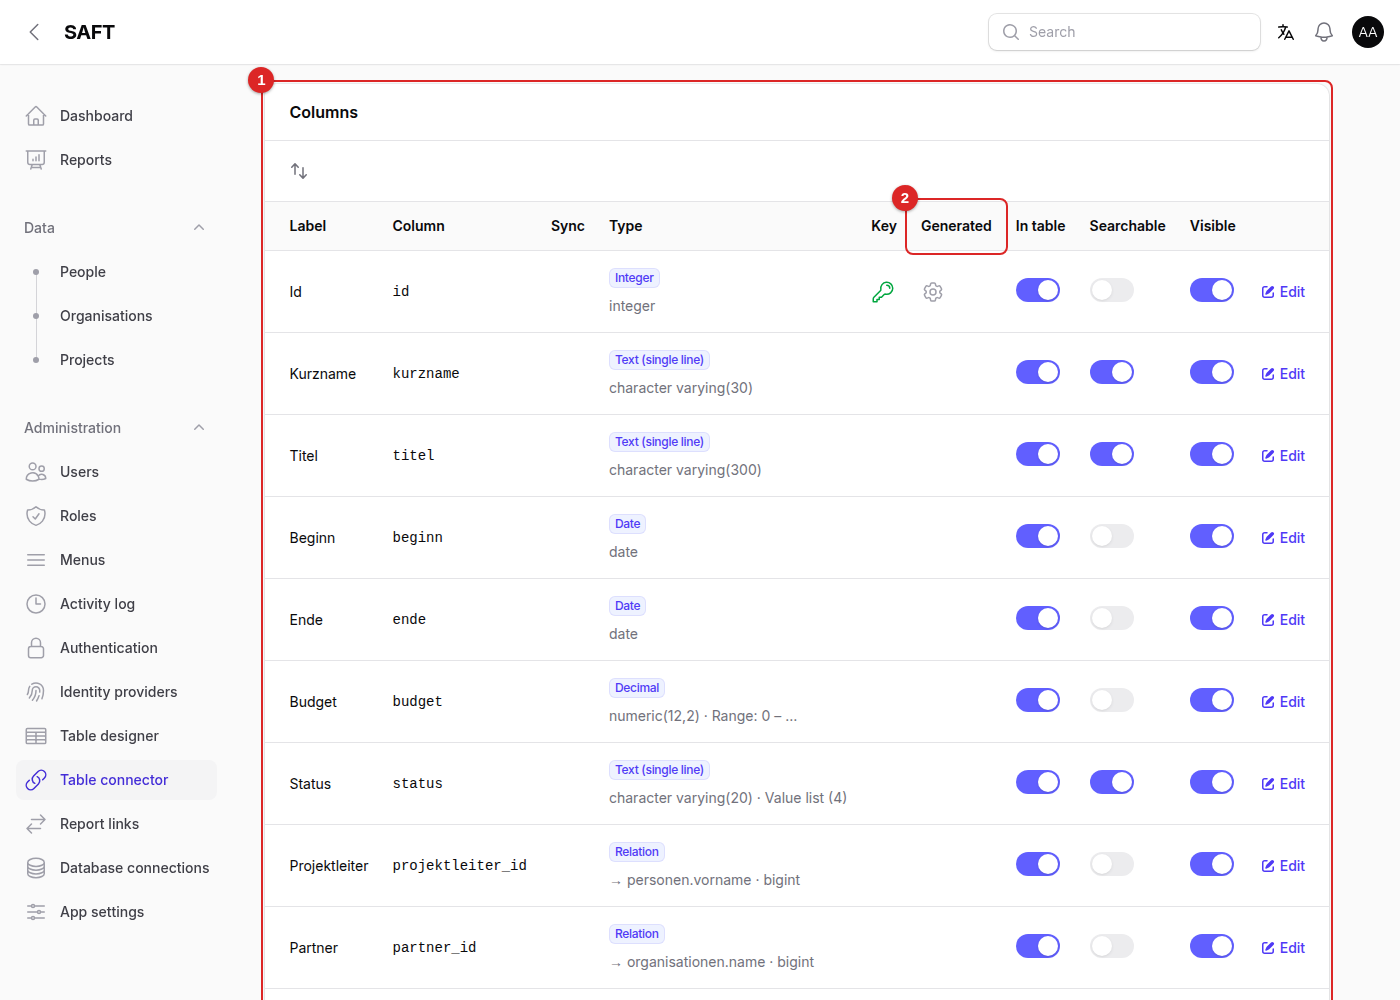 SAFT
Search
AA
Dashboard
Reports
Data
People
Organisations
Projects
Administration
Users
Roles
Menus
Activity log
Authentication
Identity providers
Table designer
Table connector
Report links
Database connections
App settings
1
Columns
2
Label Column Sync Type Key Generated In table Searchable Visible
Id id Integer Edit
integer
Kurzname kurzname Text (single line) Edit
character varying(30)
Titel titel Text (single line) Edit
character varying(300)
Beginn beginn Date Edit
date
Ende ende Date Edit
date
Budget budget Decimal Edit
numeric(12,2) · Range: 0 – ...
Status status Text (single line) Edit
character varying(20) · Value list (4)
Projektleiter projektleiter_id Relation Edit
→ personen.vorname · bigint
Partner partner_id Relation Edit
→ organisationen.name · bigint